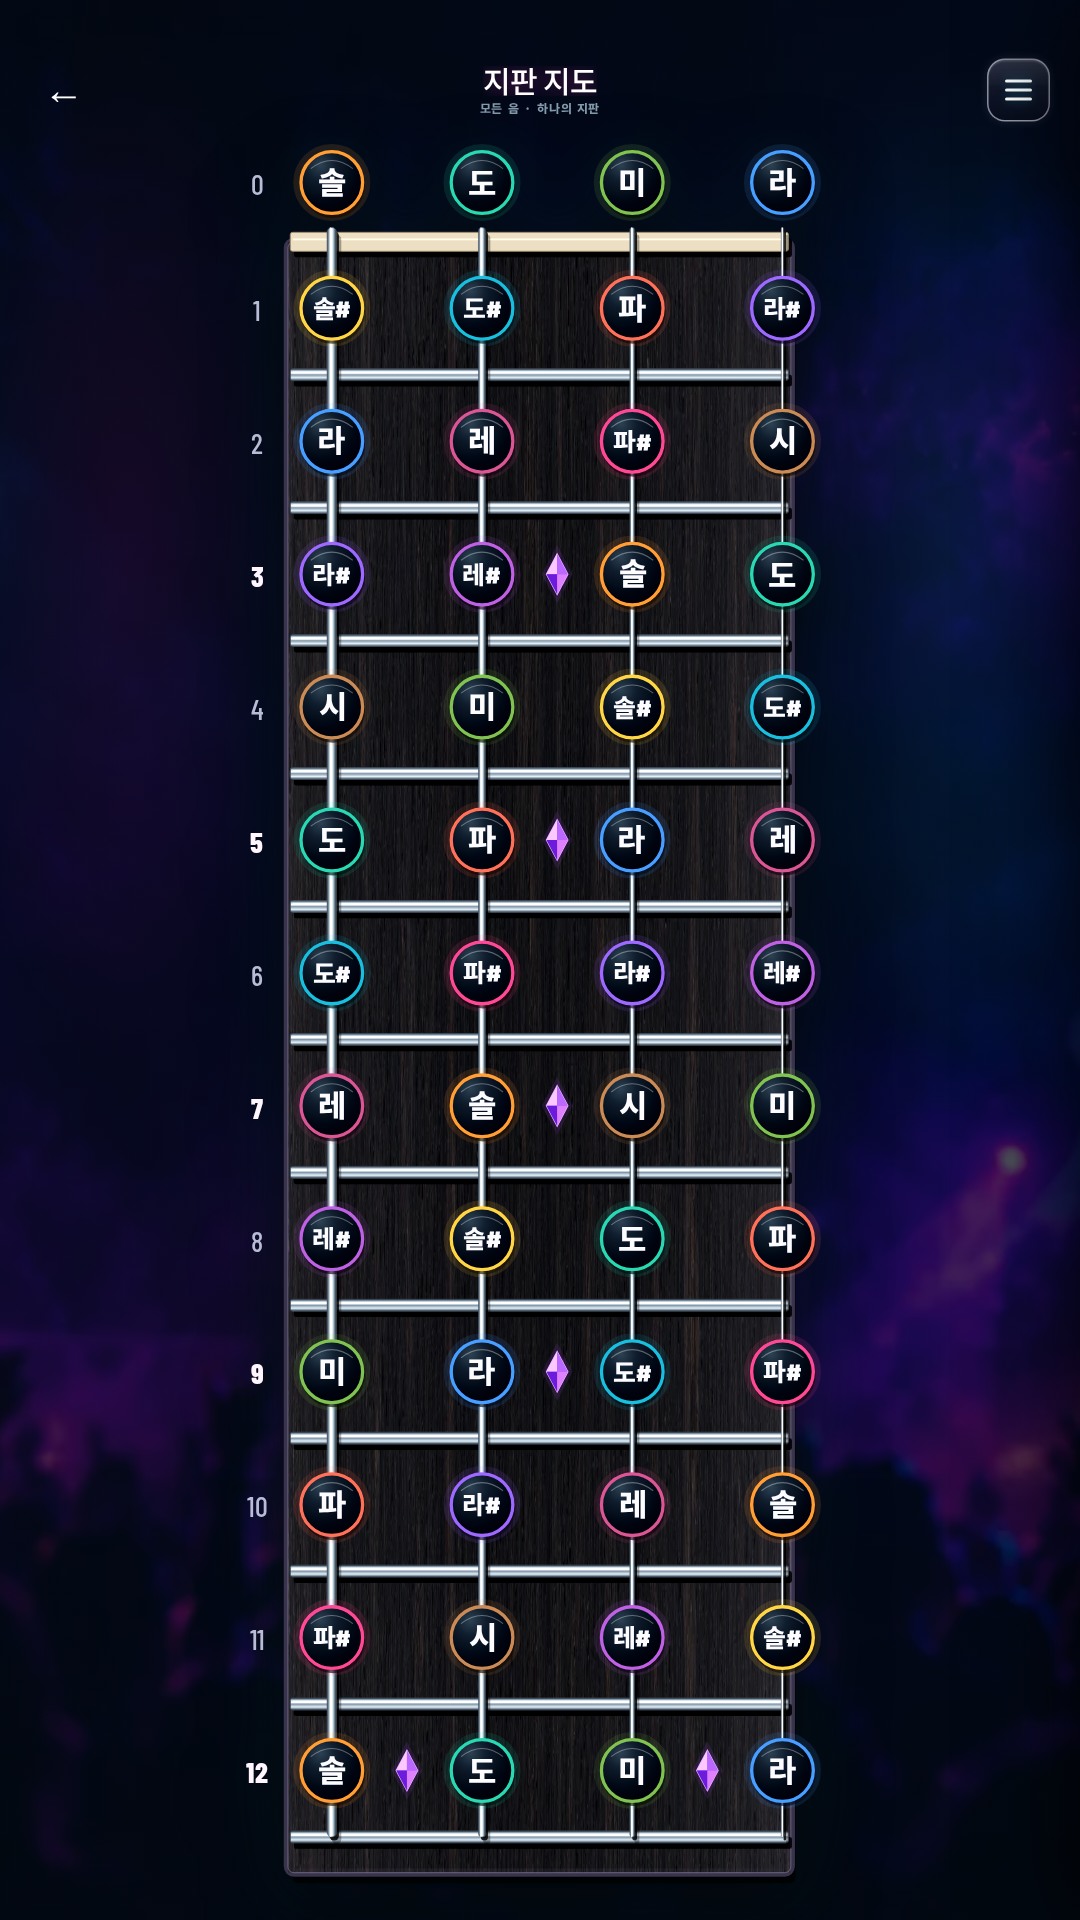 ←
지판 지도
모든 음 · 하나의 지판
0 솔 도 미 라
1 솔# 도# 파 라#
2 라 레 파# 시
3 라# 레# 솔 도
4 시 미 솔# 도#
5 도 파 라 레
6 도# 파# 라# 레#
7 레 솔 시 미
8 레# 솔# 도 파
9 미 라 도# 파#
10 파 라# 레 솔
11 파# 시 레# 솔#
12 솔 도 미 라